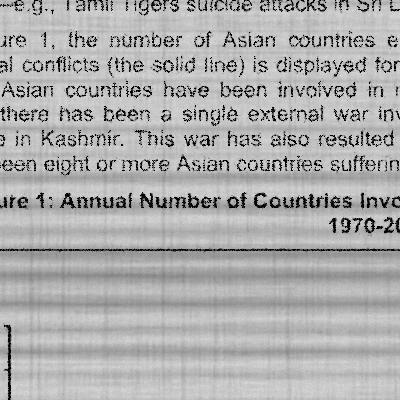 —e.g., Tamil Tigers suicide attacks in Sri L
ure 1, the number of Asian countries e
al conflicts (the solid line) is displayed for
Asian countries have been involved in
there has been a single external war inv
e in Kashmir. This war has also resulted
been eight or more Asian countries sufferin
ure 1: Annual Number of Countries Invo
1970-20